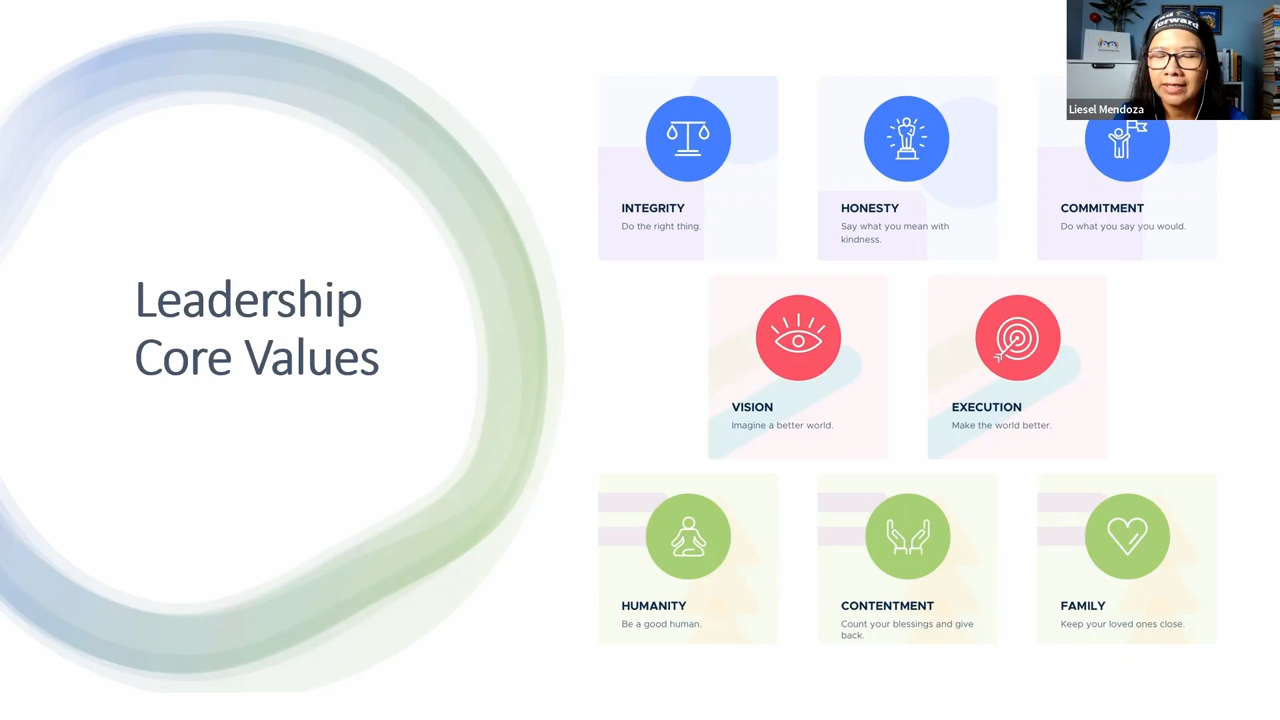 forward
Liesel Mendoza
Leadership
Core Values
INTEGRITY
Do the right thing.
HONESTY
Say what you mean with
kindness.
COMMITMENT
Do what you say you would.
VISION
Imagine a better world.
EXECUTION
Make the world better.
HUMANITY
Be a good human.
CONTENTMENT
Count your blessings and give
back.
FAMILY
Keep your loved ones close.